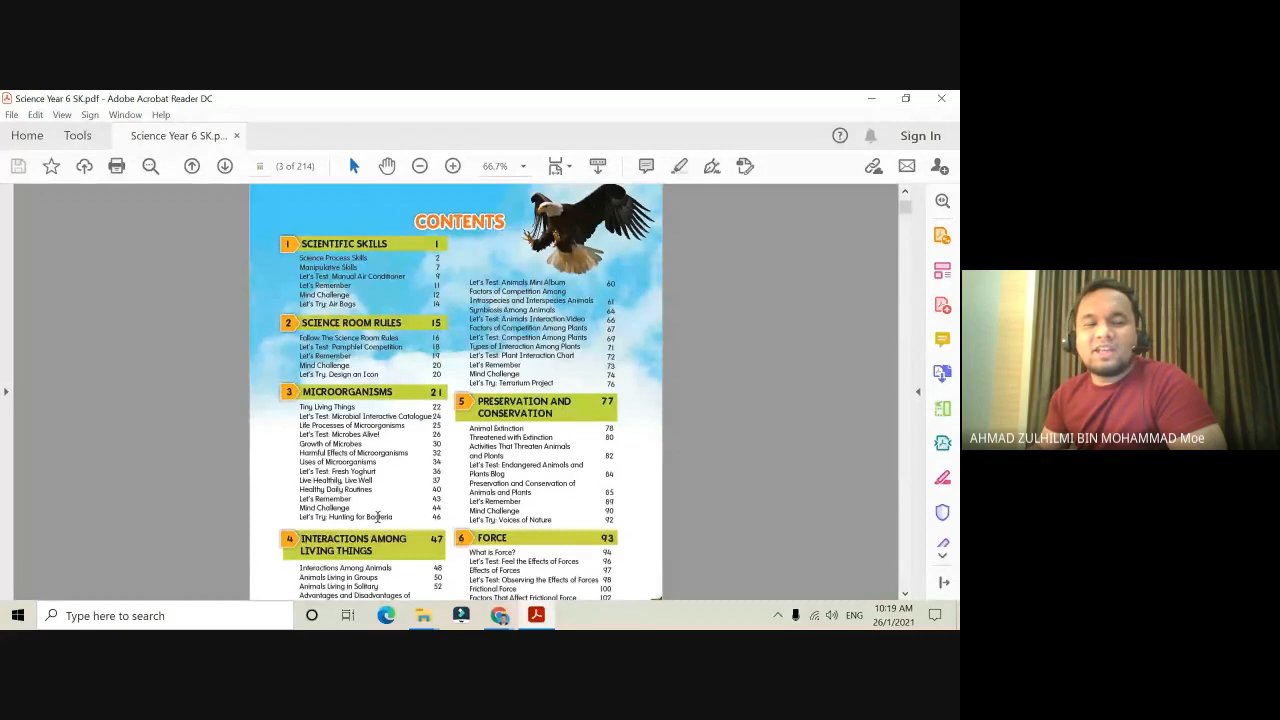 Science Year 6 SK.pdf - Adobe Acrobat Reader DC
File Edit View Sign Window Help
Home Tools Science Year 6 SK.p... × Sign In
iii (3 of 214) 66.7%
CONTENTS
1 SCIENTIFIC SKILLS 1
Science Process Skills 2
Manipulative Skills 7
Let's Test: Manual Air Conditioner 9
Let's Remember 11
Mind Challenge 12
Let's Try: Air Bags 14
2 SCIENCE ROOM RULES 15
Follow The Science Room Rules 16
Let's Test: Pamphlet Competition 18
Let's Remember 19
Mind Challenge 20
Let's Try: Design an Icon 20
3 MICROORGANISMS 21
Tiny Living Things 22
Let's Test: Microbial Interactive Catalogue 24
Life Processes of Microorganisms 25
Let's Test: Microbes Alive! 26
Growth of Microbes 30
Harmful Effects of Microorganisms 32
Uses of Microorganisms 34
Let's Test: Fresh Yoghurt 36
Live Healthily, Live Well 37
Healthy Daily Routines 40
Let's Remember 43
Mind Challenge 44
Let's Try: Hunting for Bacteria 46
4 INTERACTIONS AMONG 47
LIVING THINGS
Interactions Among Animals 48
Animals Living in Groups 50
Animals Living in Solitary 52
Advantages and Disadvantages of
Let's Test: Animals Mini Album 60
Factors of Competition Among
Intraspecies and Interspecies Animals 61
Symbiosis Among Animals 64
Let's Test: Animals Interaction Video 66
Factors of Competition Among Plants 67
Let's Test: Competition Among Plants 69
Types of Interaction Among Plants 71
Let's Test: Plant Interaction Chart 72
Let's Remember 73
Mind Challenge 74
Let's Try: Terrarium Project 76
5 PRESERVATION AND 77
CONSERVATION
Animal Extinction 78
Threatened with Extinction 80
Activities That Threaten Animals
and Plants 82
Let's Test: Endangered Animals and
Plants Blog 84
Preservation and Conservation of
Animals and Plants 85
Let's Remember 89
Mind Challenge 90
Let's Try: Voices of Nature 92
6 FORCE 93
What is Force? 94
Let's Test: Feel the Effects of Forces 96
Effects of Forces 97
Let's Test: Observing the Effects of Forces 98
Frictional Force 100
Factors That Affect Frictional Force 102
AHMAD ZULHILMI BIN MOHAMMAD Moe
Type here to search
ENG
10:19 AM
26/1/2021